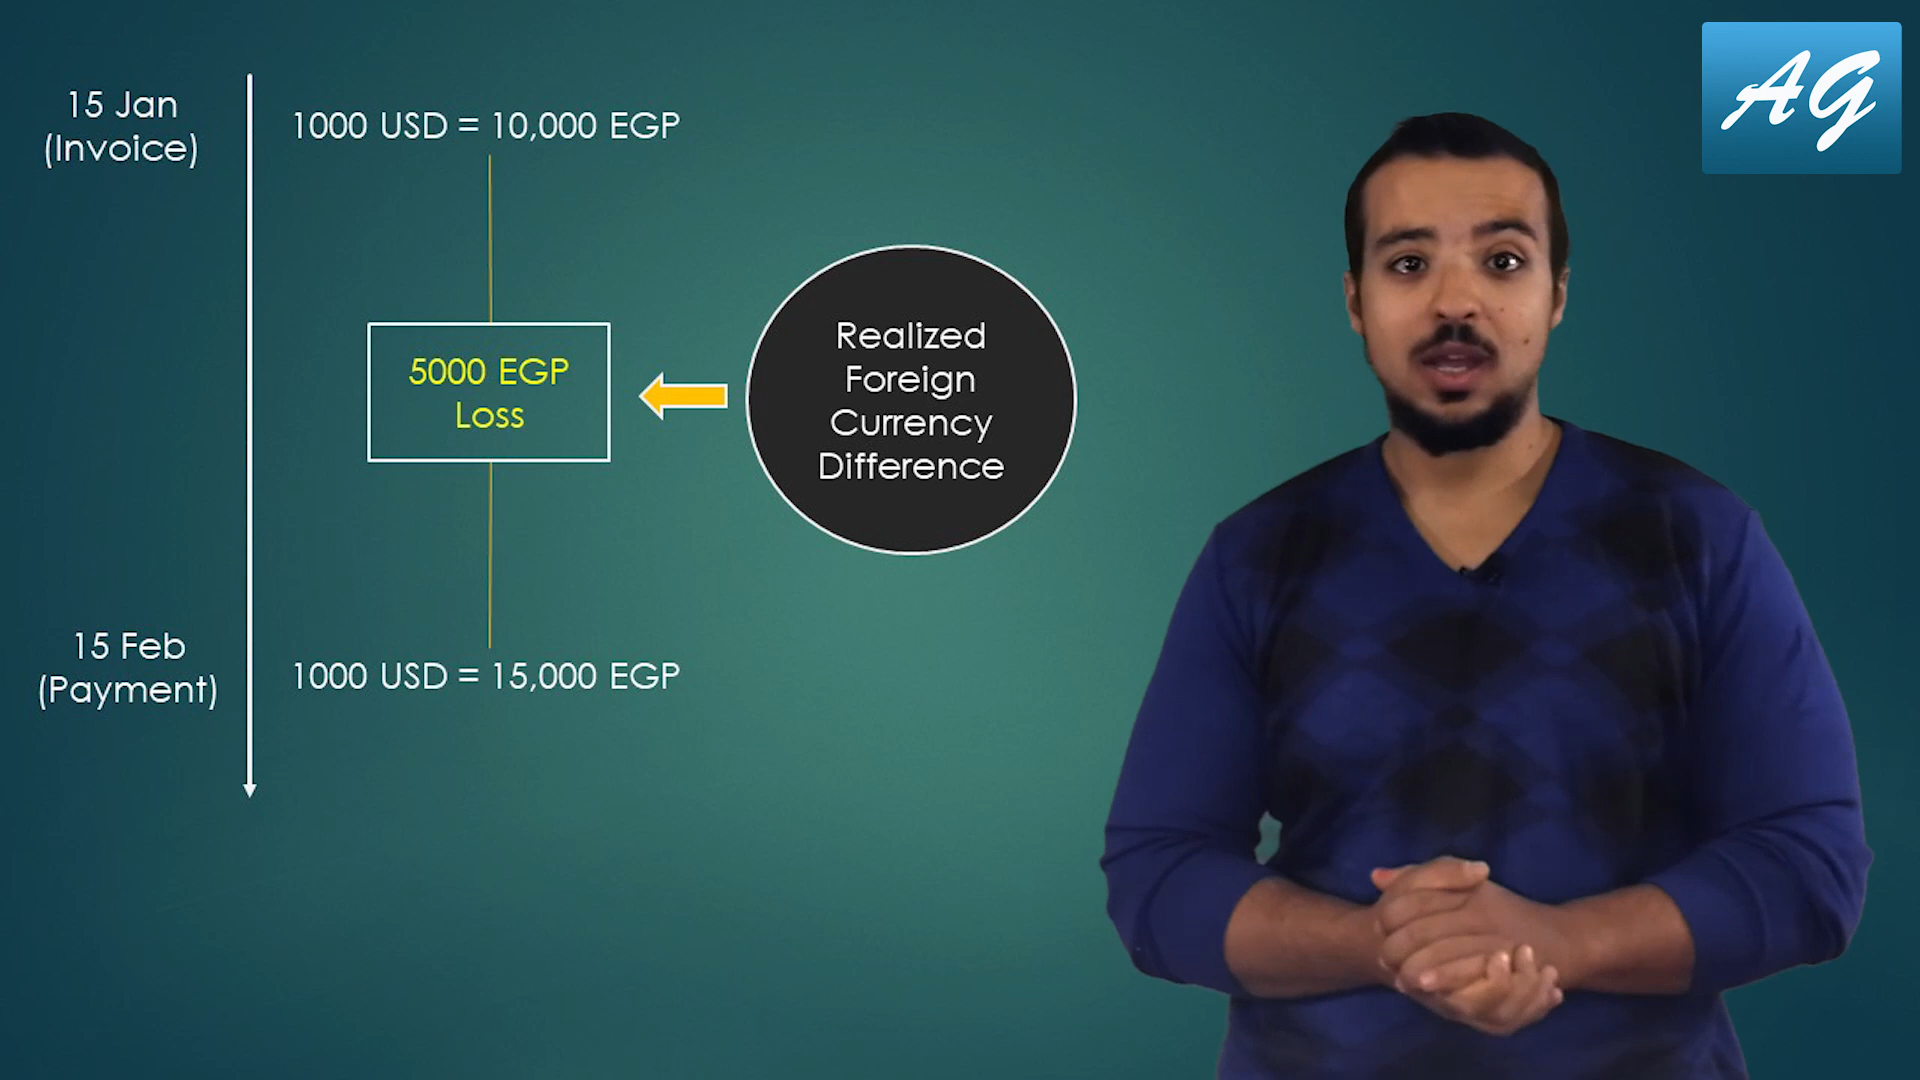 15 Jan
(Invoice)
1000 USD = 10,000 EGP
5000 EGP
Loss
Realized
Foreign
Currency
Difference
15 Feb
(Payment)
1000 USD = 15,000 EGP
AG